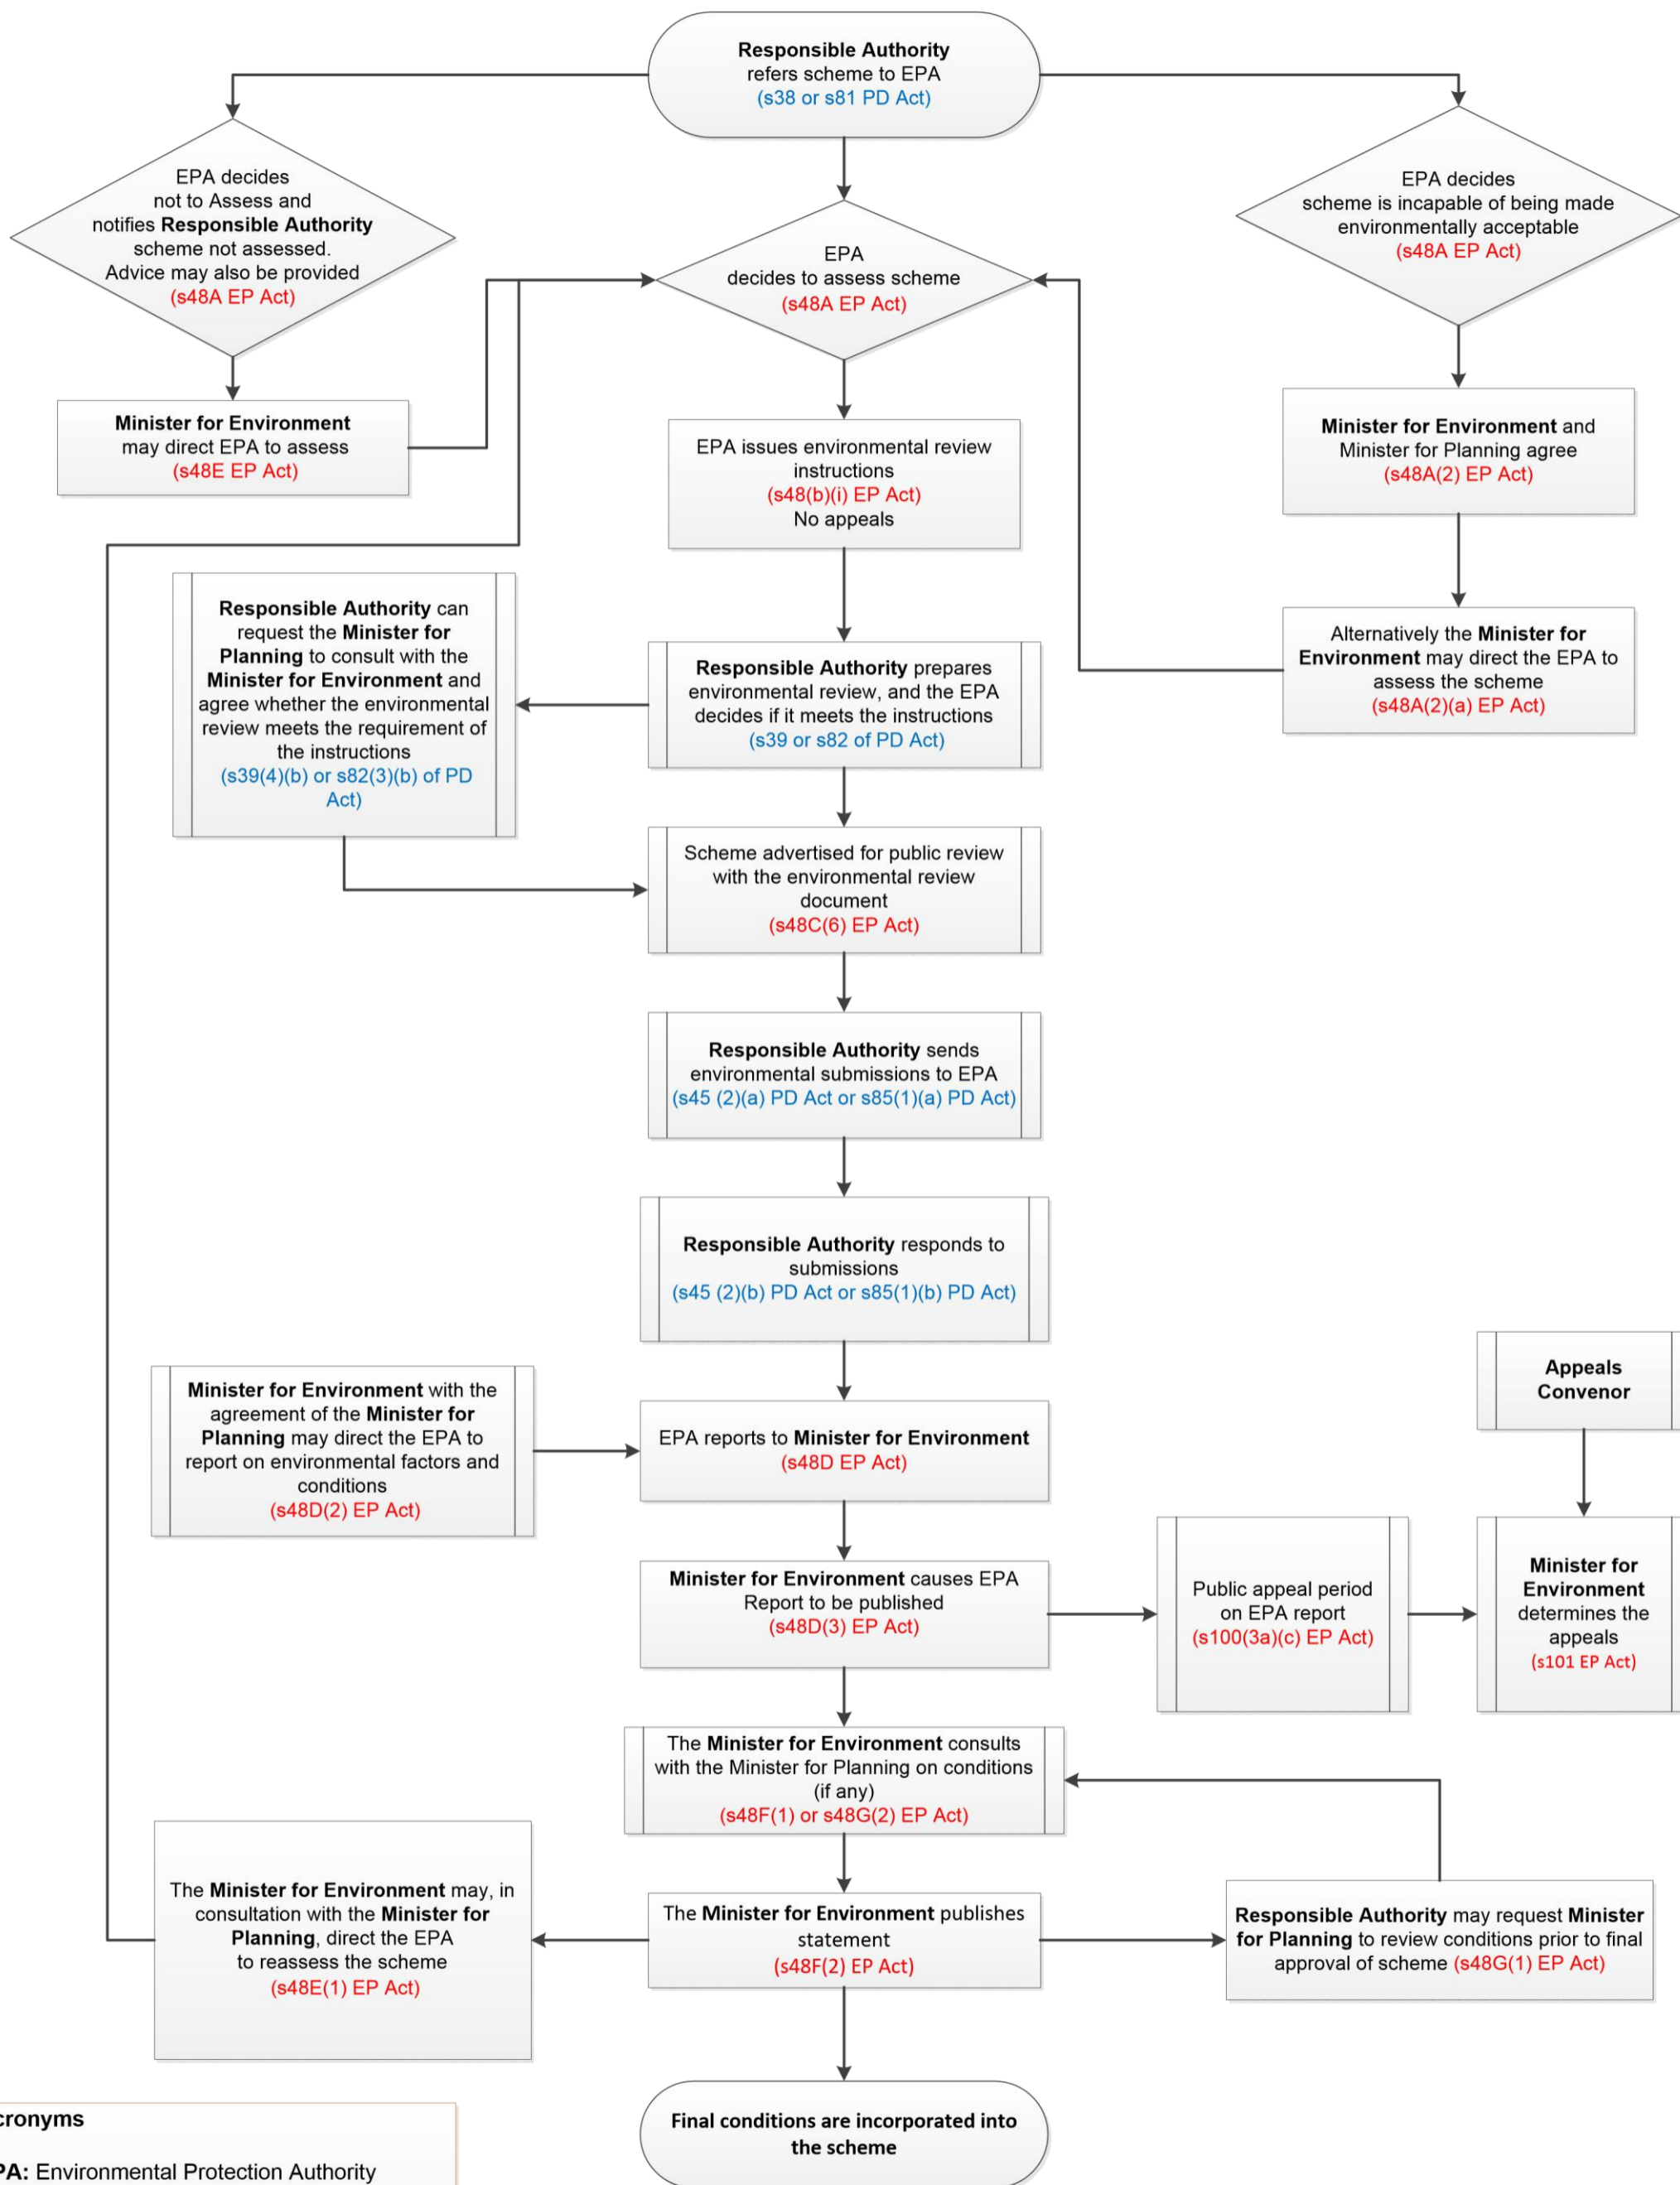 Responsible Authority
refers scheme to EPA
(s38 or s81 PD Act)
EPA decides
not to Assess and
notifies Responsible Authority
scheme not assessed.
Advice may also be provided
(s48A EP Act)
EPA
decides to assess scheme
(s48A EP Act)
EPA decides
scheme is incapable of being made
environmentally acceptable
(s48A EP Act)
Minister for Environment
may direct EPA to assess
(s48E EP Act)
EPA issues environmental review
instructions
(s48(b)(i) EP Act)
No appeals
Minister for Environment and
Minister for Planning agree
(s48A(2) EP Act)
Responsible Authority can
request the Minister for
Planning to consult with the
Minister for Environment and
agree whether the environmental
review meets the requirement of
the instructions
(s39(4)(b) or s82(3)(b) of PD
Act)
Responsible Authority prepares
environmental review, and the EPA
decides if it meets the instructions
(s39 or s82 of PD Act)
Alternatively the Minister for
Environment may direct the EPA to
assess the scheme
(s48A(2)(a) EP Act)
Scheme advertised for public review
with the environmental review
document
(s48C(6) EP Act)
Responsible Authority sends
environmental submissions to EPA
(s45 (2)(a) PD Act or s85(1)(a) PD Act)
Responsible Authority responds to
submissions
(s45 (2)(b) PD Act or s85(1)(b) PD Act)
Minister for Environment with the
agreement of the Minister for
Planning may direct the EPA to
report on environmental factors and
conditions
(s48D(2) EP Act)
EPA reports to Minister for Environment
(s48D EP Act)
Appeals
Convenor
Minister for Environment causes EPA
Report to be published
(s48D(3) EP Act)
Public appeal period
on EPA report
(s100(3a)(c) EP Act)
Minister for
Environment
determines the
appeals
(s101 EP Act)
The Minister for Environment consults
with the Minister for Planning on conditions
(if any)
(s48F(1) or s48G(2) EP Act)
The Minister for Environment may, in
consultation with the Minister for
Planning, direct the EPA
to reassess the scheme
(s48E(1) EP Act)
The Minister for Environment publishes
statement
(s48F(2) EP Act)
Responsible Authority may request Minister
for Planning to review conditions prior to final
approval of scheme (s48G(1) EP Act)
Final conditions are incorporated into
the scheme
cronyms
PA: Environmental Protection Authority